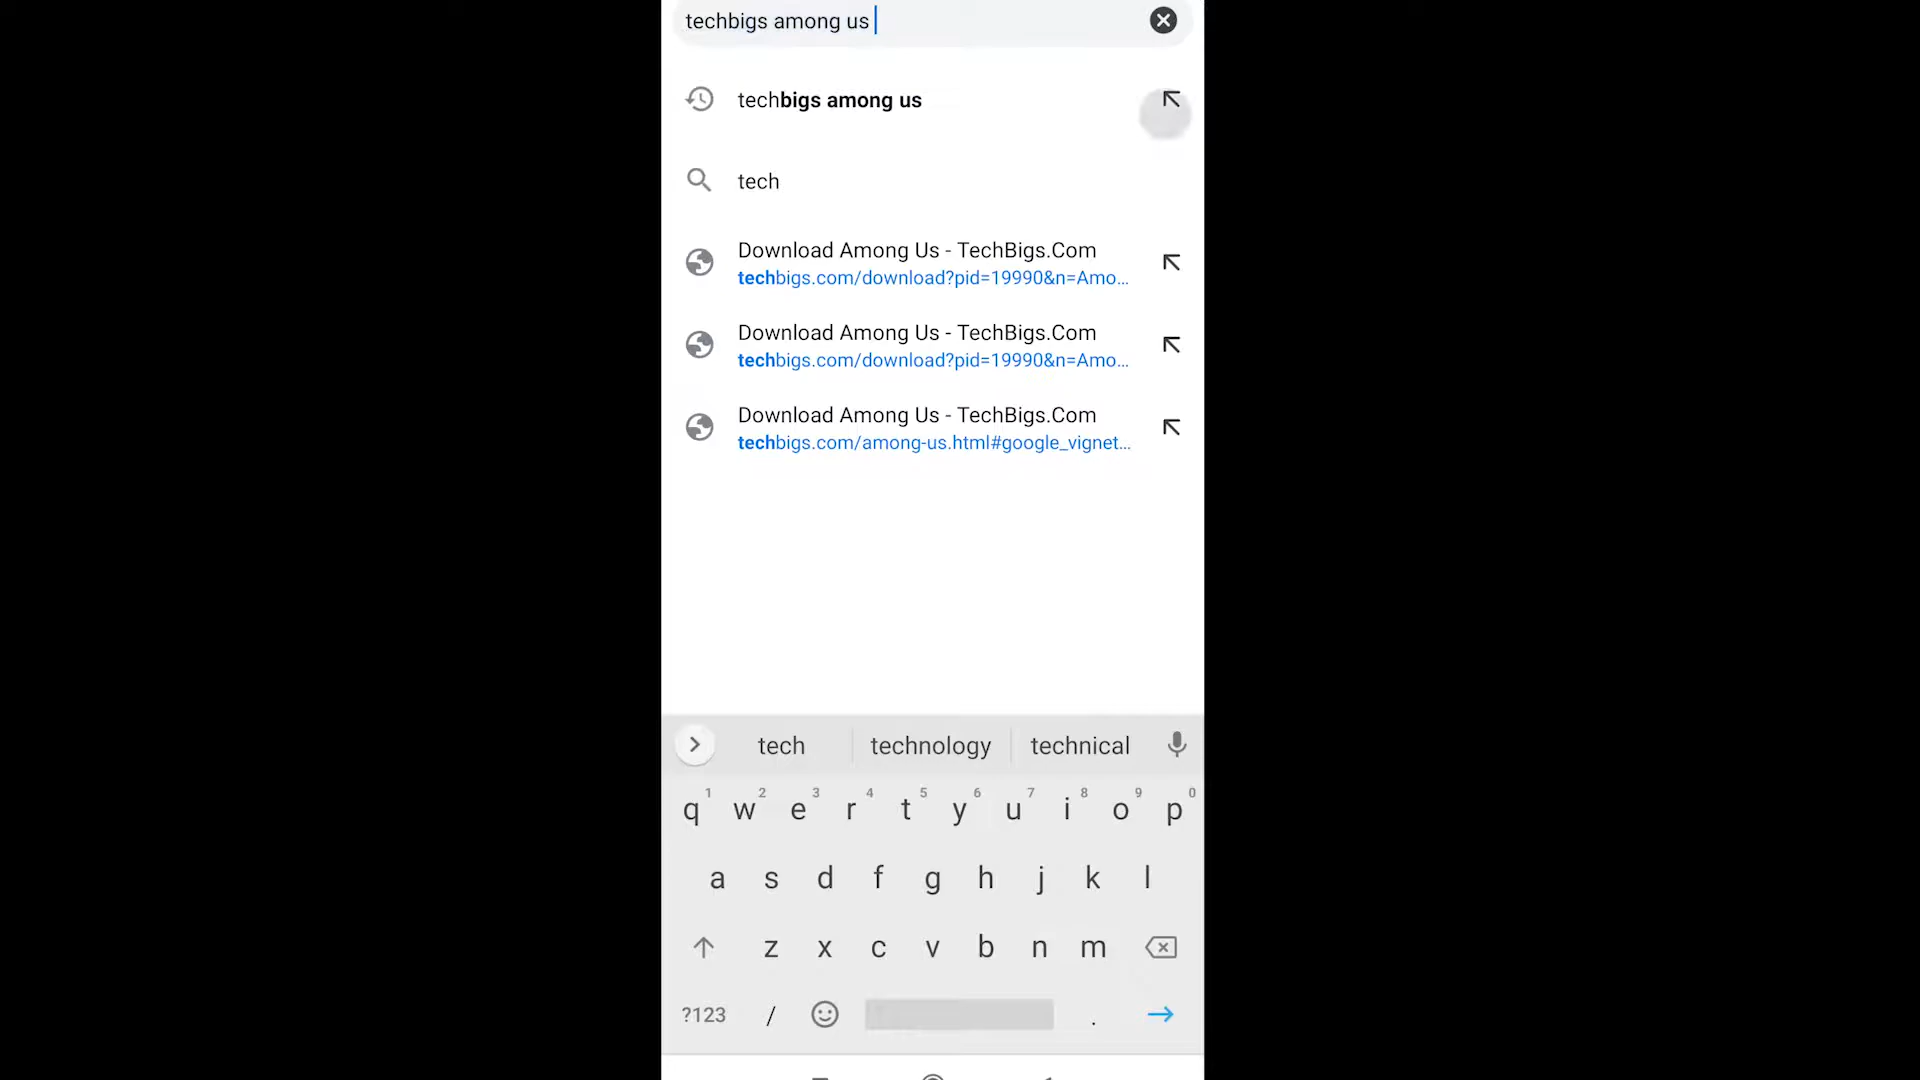 techbigs among us
techbigs among us
tech
Download Among Us - TechBigs.Com
techbigs.com/download?pid=19990&n=Amo...
Download Among Us - TechBigs.Com
techbigs.com/download?pid=19990&n=Amo...
Download Among Us - TechBigs.Com
techbigs.com/among-us.html#google_vignet...
tech technology technical
1 2 3 4 5 6 7 8 9 0
q w e r t y u i o p
a s d f g h j k l
z x c v b n m
?123 / .